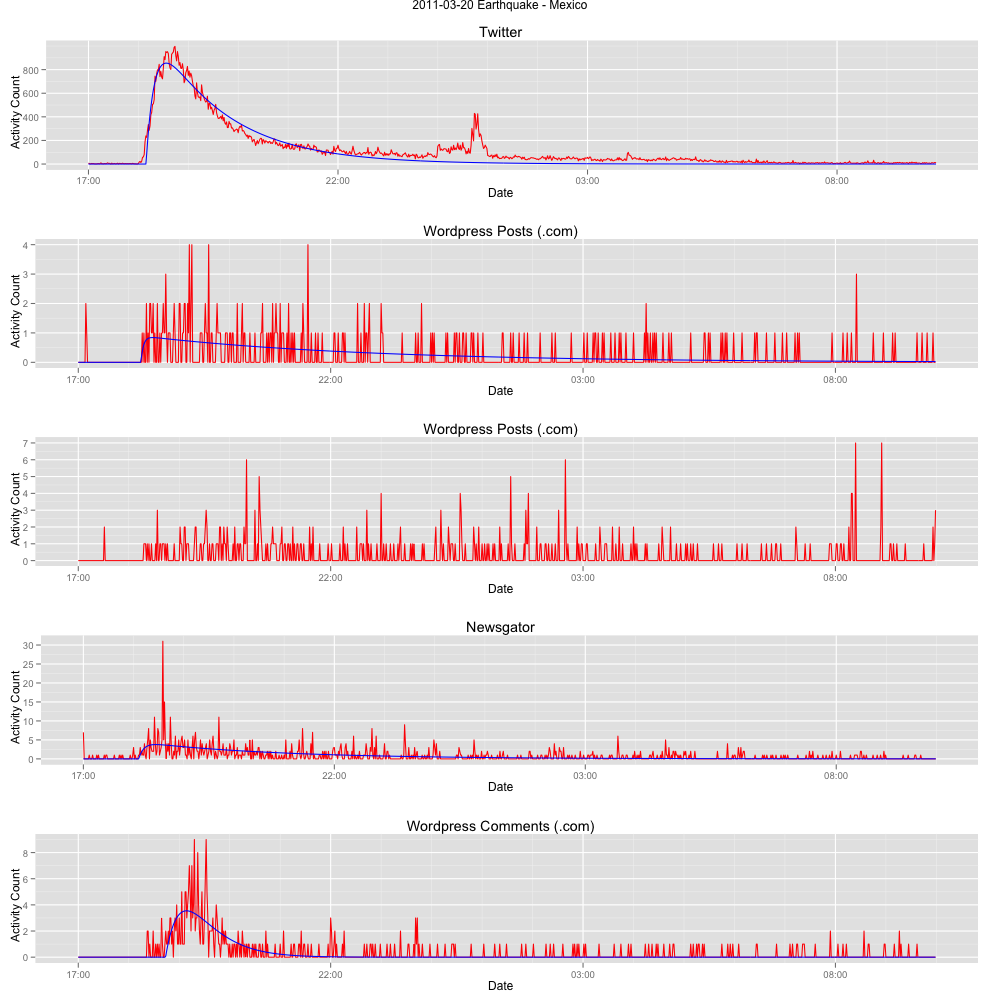 2011-03-20 Earthquake - Mexico
Twitter
Activity Count
800
600
400
200
0
17:00 22:00 03:00 08:00
Date
Wordpress Posts (.com)
Activity Count
4
3
2
1
0
17:00 22:00 03:00 08:00
Date
Wordpress Posts (.com)
Activity Count
7
6
5
4
3
2
1
0
17:00 22:00 03:00 08:00
Date
Newsgator
Activity Count
30
25
20
15
10
5
0
17:00 22:00 03:00 08:00
Date
Wordpress Comments (.com)
Activity Count
8
6
4
2
0
17:00 22:00 03:00 08:00
Date